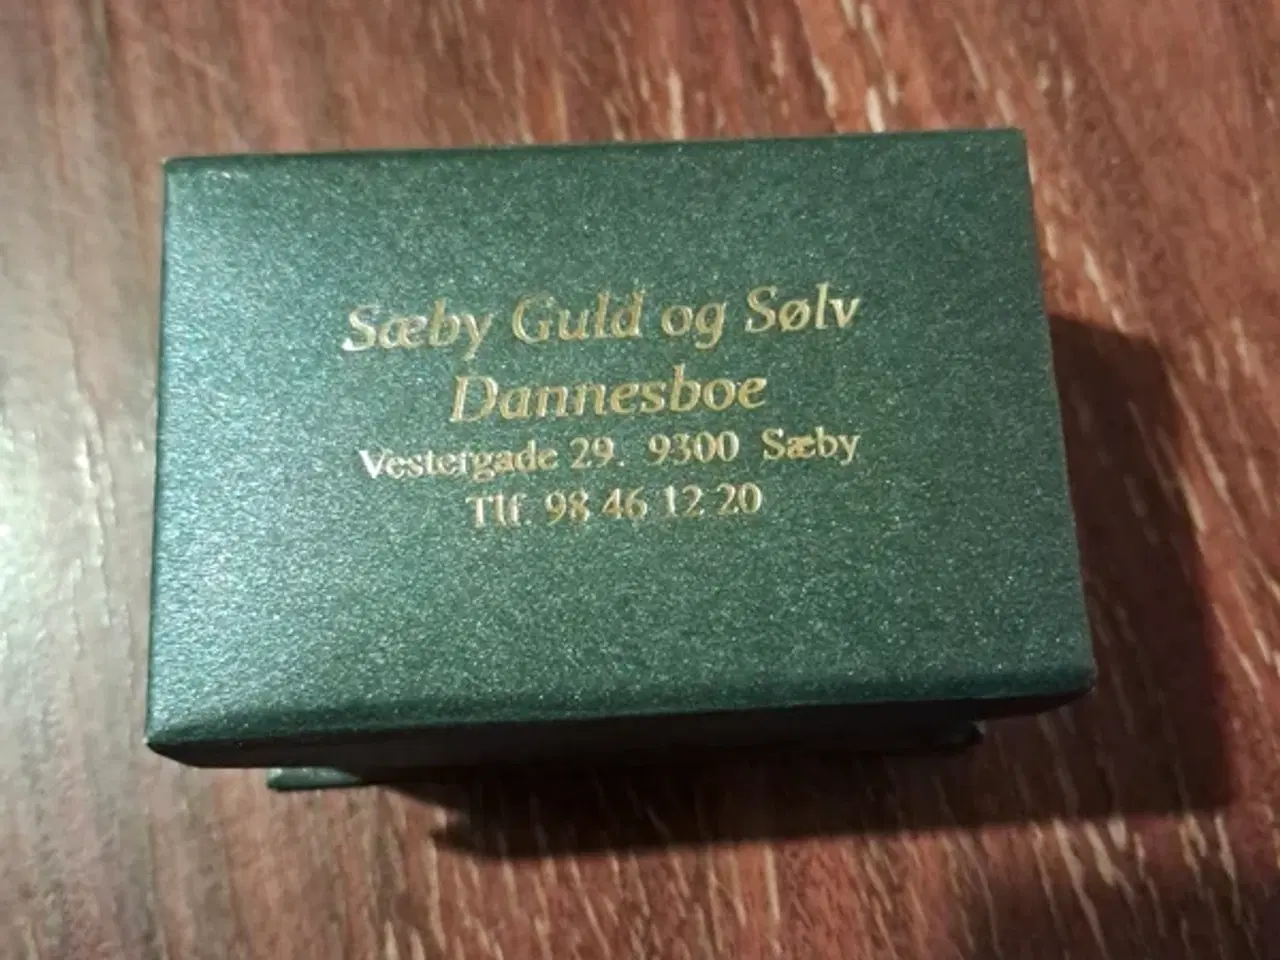 Sæby Guld og Sølv
Dannesboe
Vestergade 29. 9300 Sæby
Tlf. 98 46 12 20